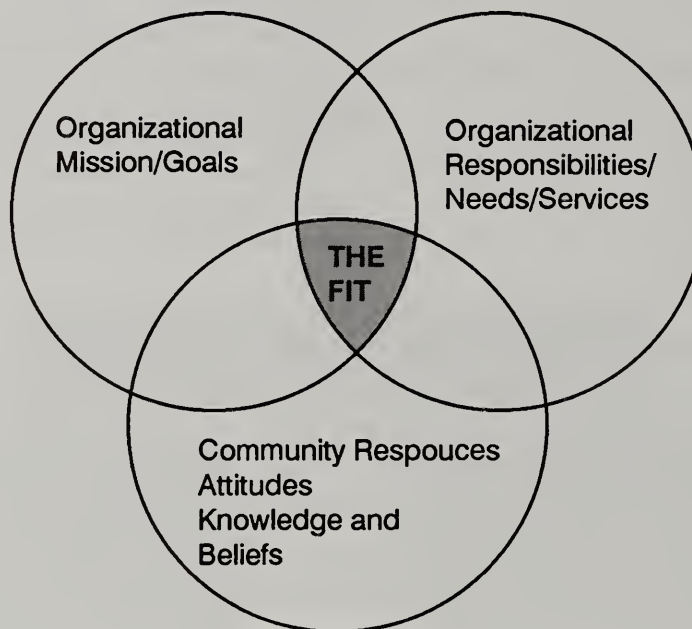 Organizational
Mission/Goals
Organizational
Responsibilities/
Needs/Services
THE
FIT
Community Respouces
Attitudes
Knowledge and
Beliefs